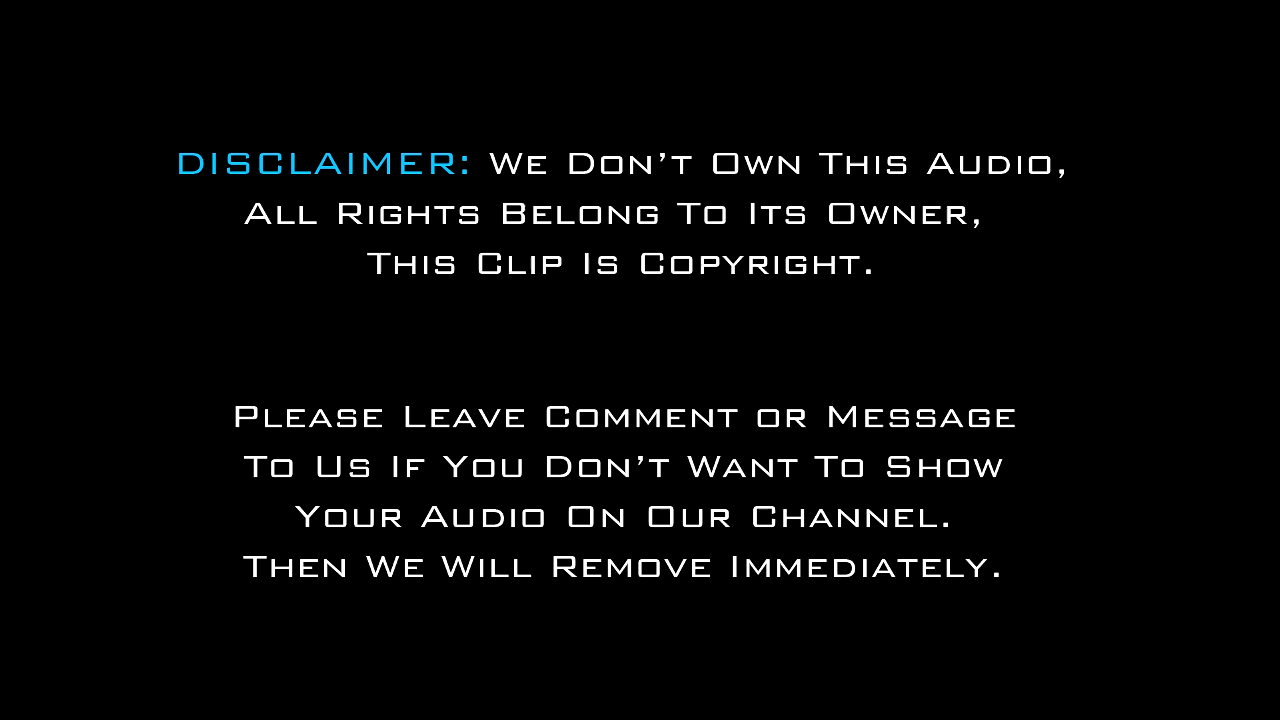 DISCLAIMER: We Don't Own This Audio,
All Rights Belong To Its Owner,
This Clip Is Copyright.
Please Leave Comment or Message
To Us If You Don't Want To Show
Your Audio On Our Channel.
Then We Will Remove Immediately.